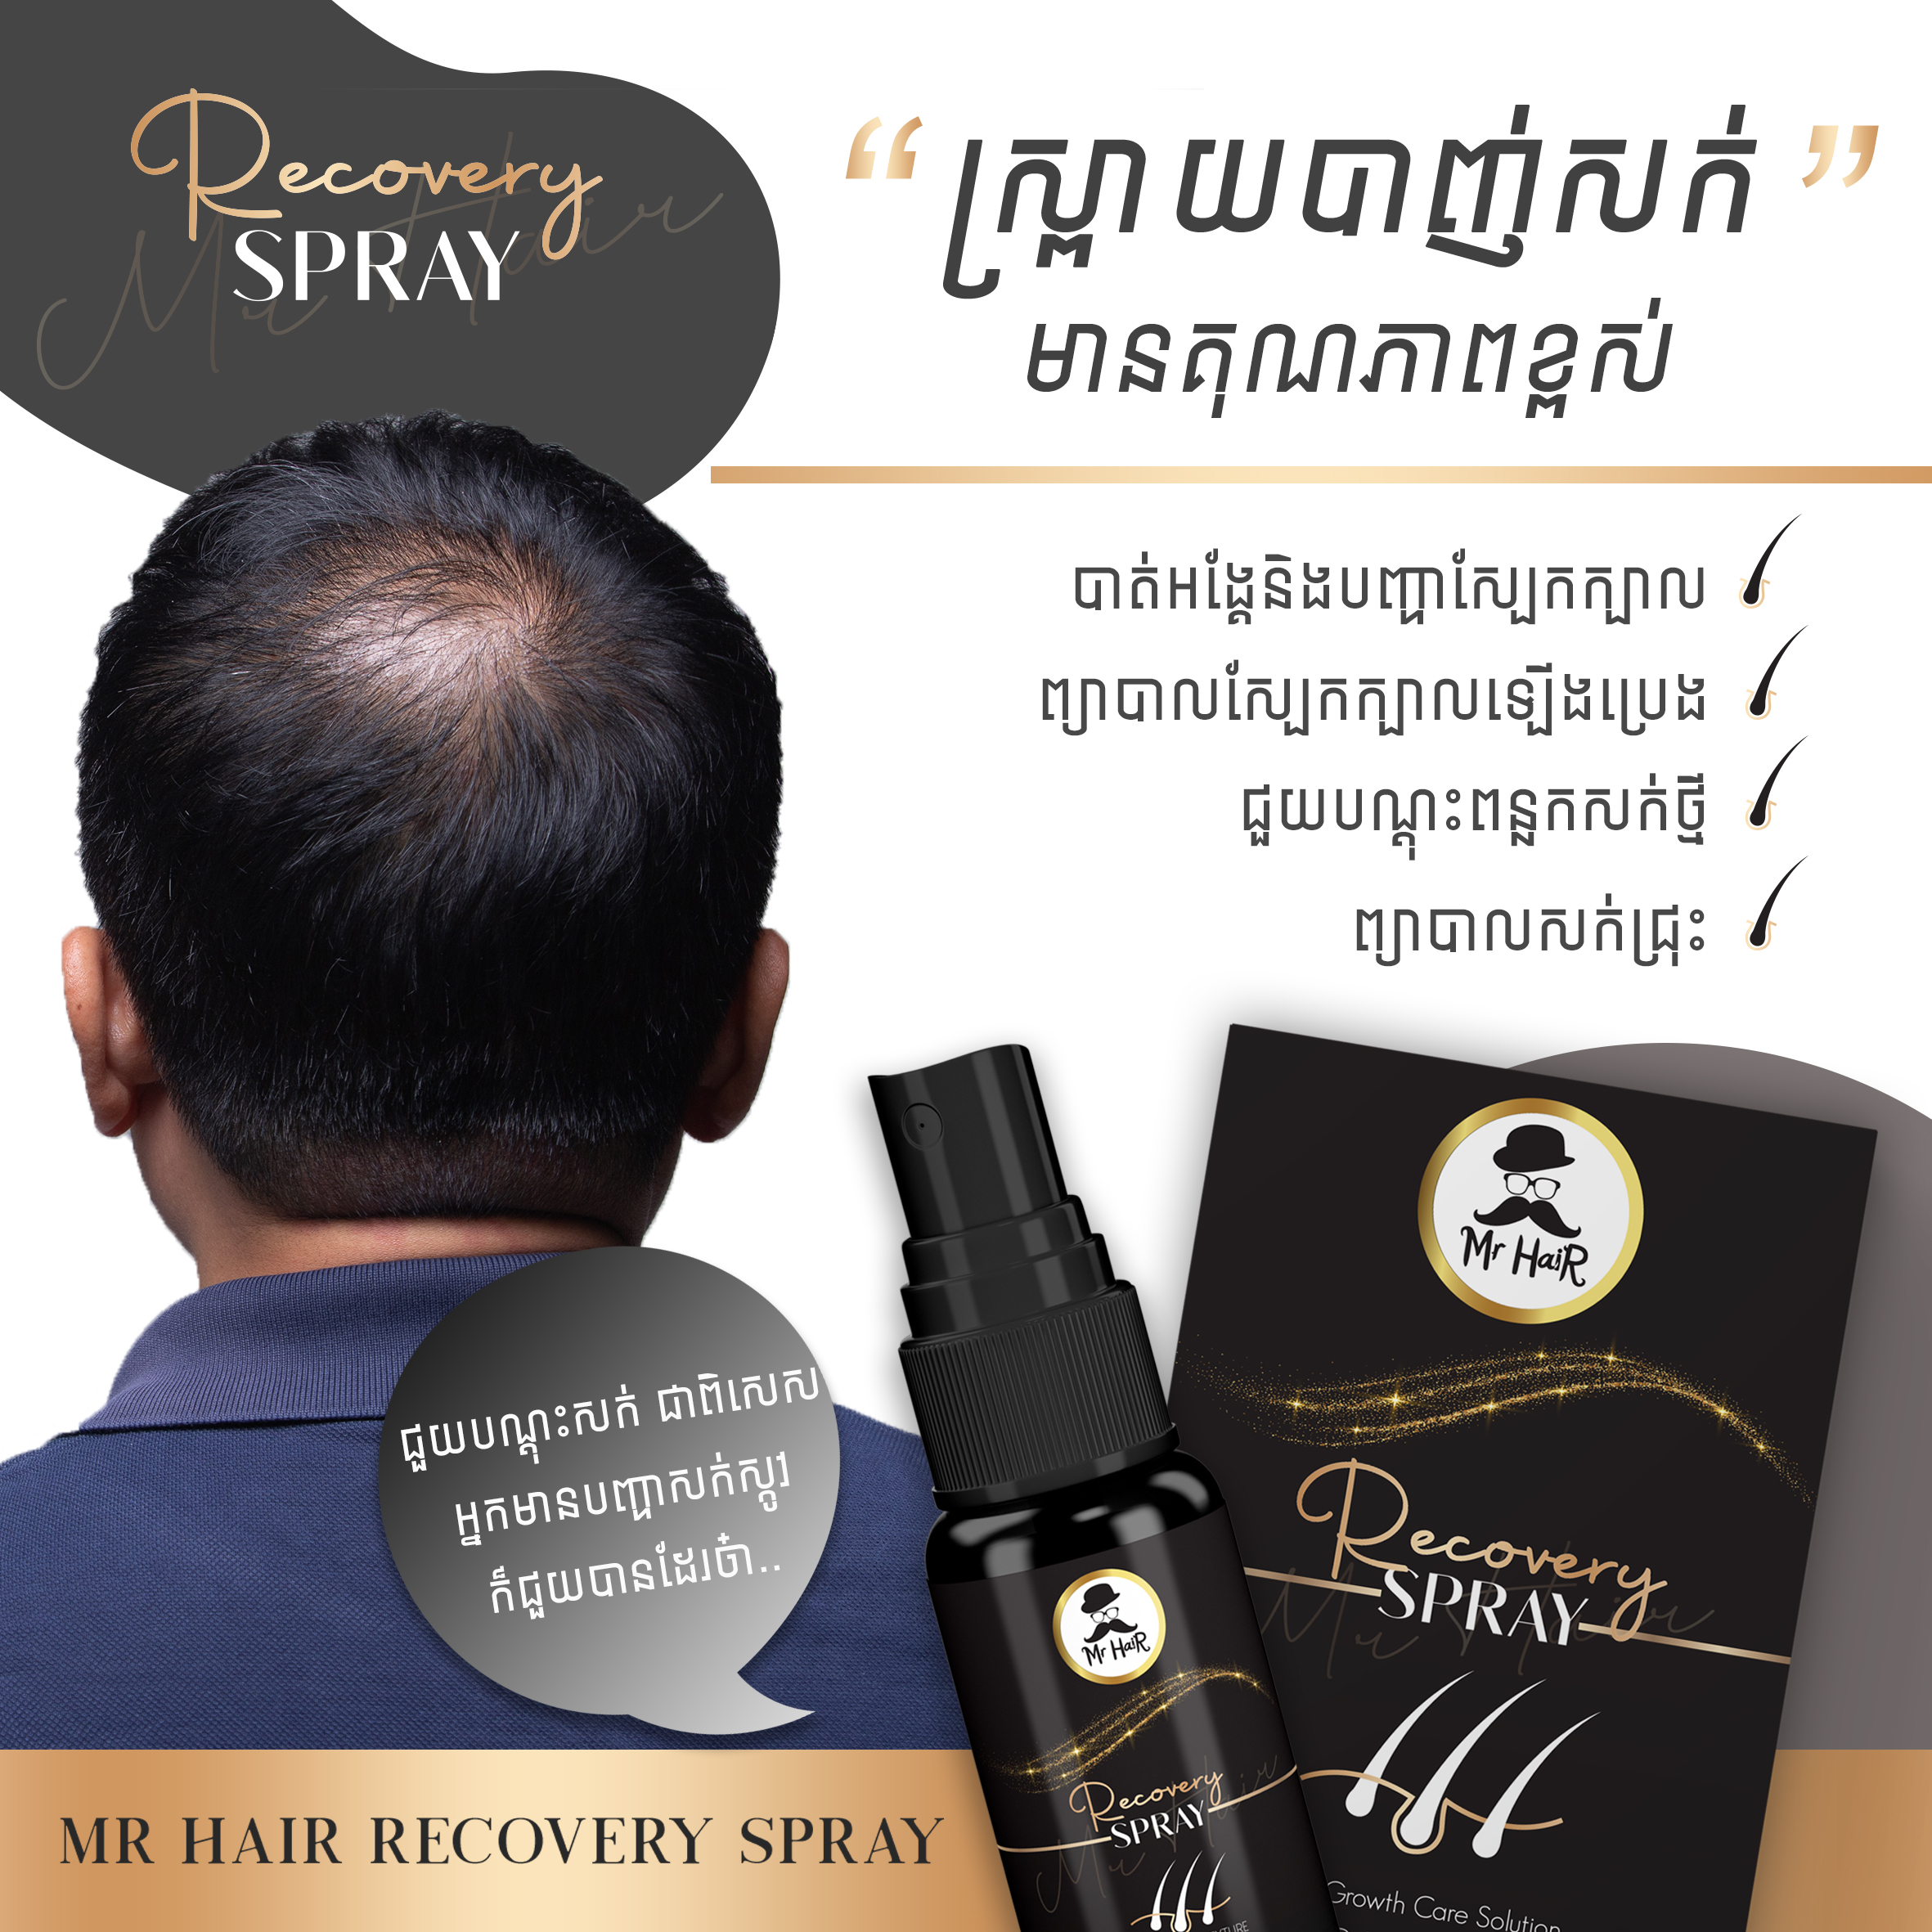 Recovery
SPRAY
Mr Hair
“ ស្ព្រាយបាញ់សក់ ”
មានគុណភាពខ្ពស់
បាត់អង្គែនិងបញ្ហាស្បែកក្បាល
ព្យាបាលស្បែកក្បាលឡើងប្រេង
ជួយបណ្ដុះពន្លកសក់ថ្មី
ព្យាបាលសក់ជ្រុះ
ជួយបណ្ដុះសក់ ជាពិសេស
អ្នកមានបញ្ហាសក់ស្កូវ
ក៏ជួយបានដែរច៎ា..
Mr HaiR
Recovery
SPRAY
Mr Hair
Growth Care Solution
Mr HaiR
Recovery
SPRAY
Mr Hair
MR HAIR RECOVERY SPRAY